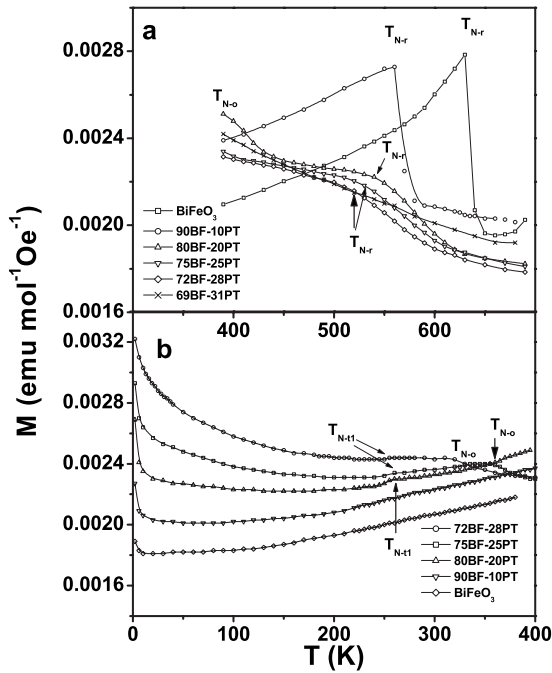 a
T_N-r
T_N-r
0.0028
T_N-o
0.0024
T_N-r
0.0020
BiFeO₃
90BF-10PT
80BF-20PT
75BF-25PT
72BF-28PT
69BF-31PT
T_N-r
0.0016
400 500 600
M (emu mol⁻¹Oe⁻¹)
b
0.0032
0.0028
T_N-t1
T_N-o
T_N-o
0.0024
T_N-t1
0.0020
72BF-28PT
75BF-25PT
80BF-20PT
90BF-10PT
BiFeO₃
0.0016
0 100 200 300 400
T (K)